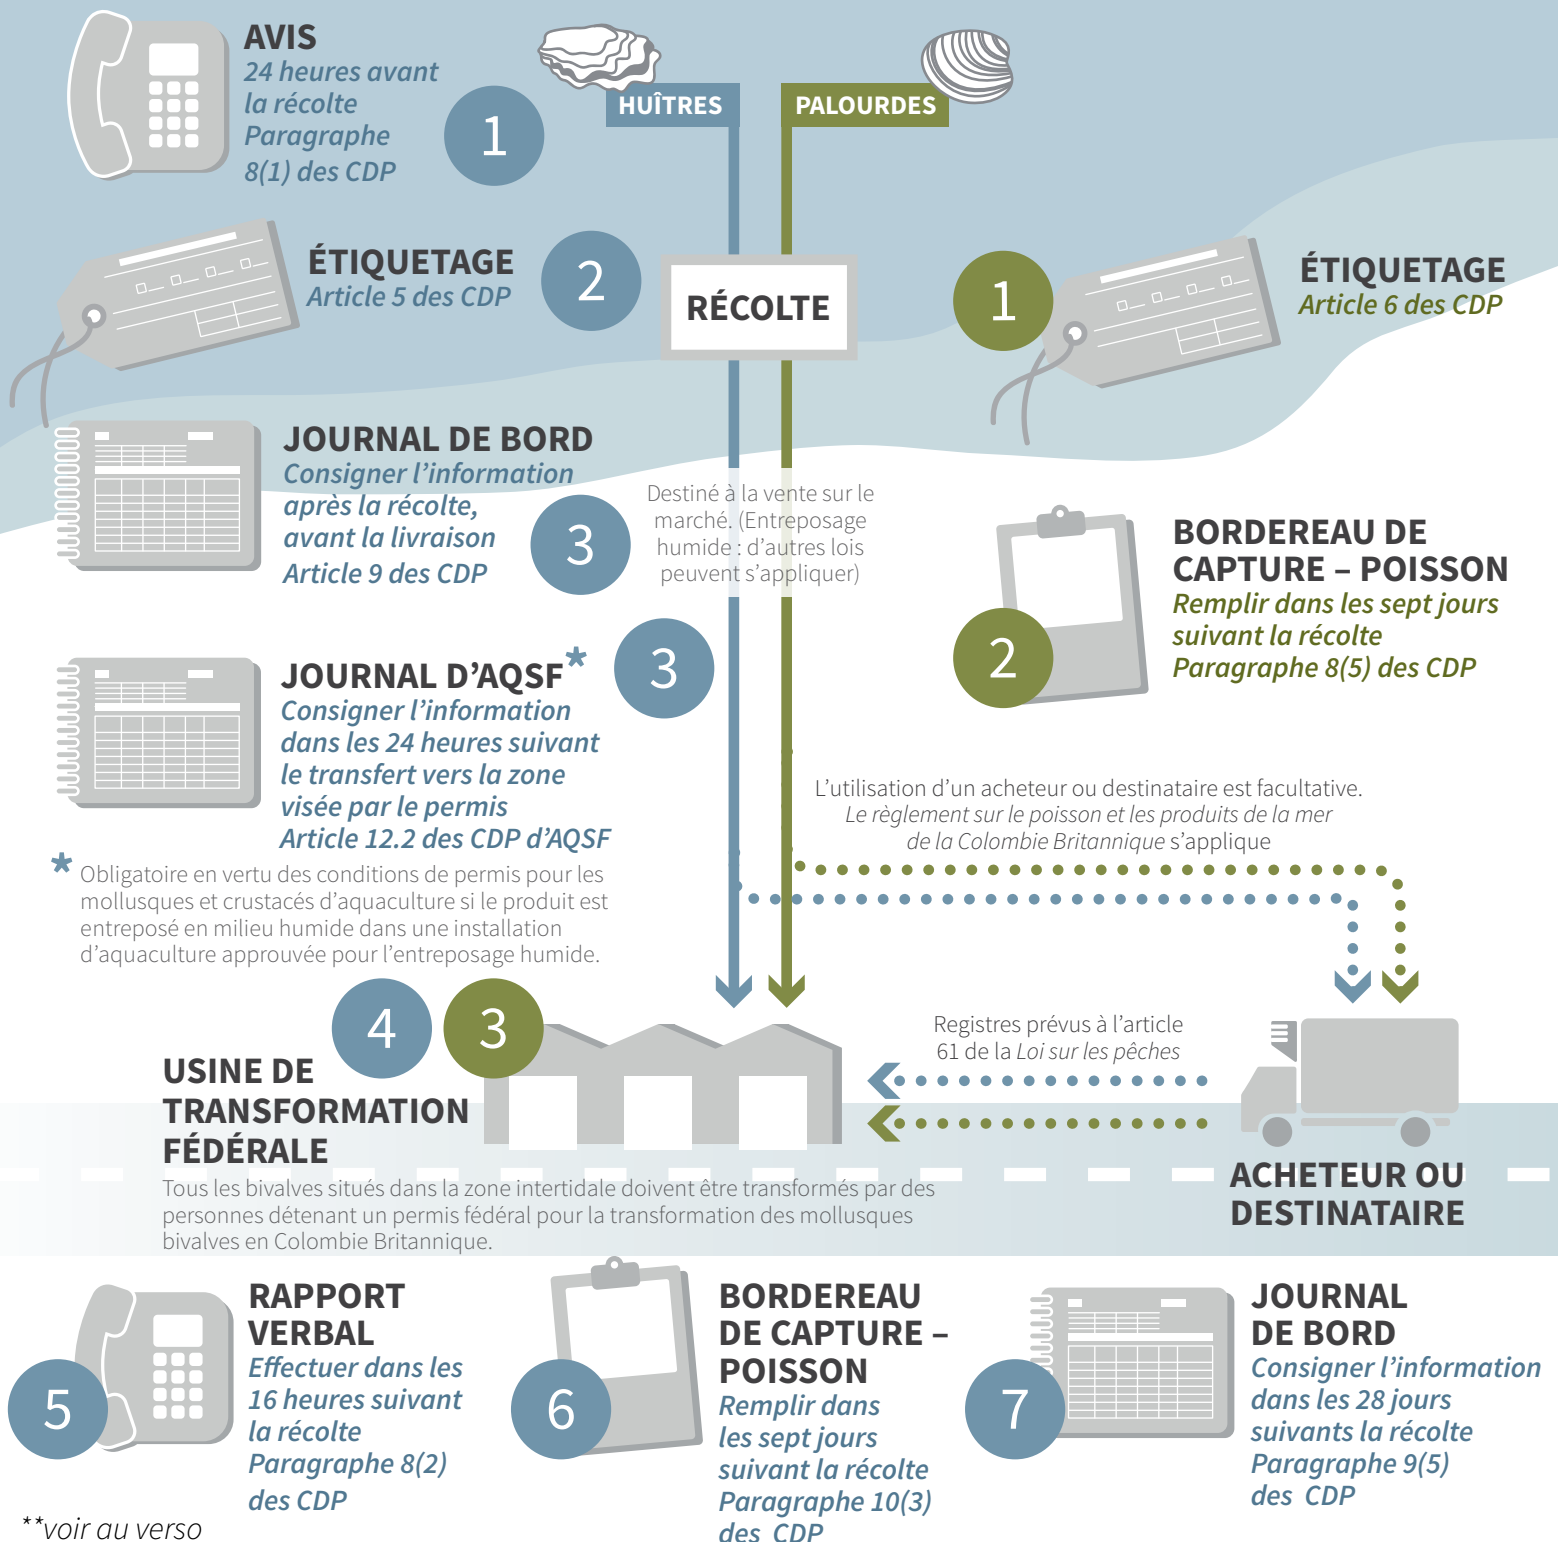 AVIS
24 heures avant
la récolte
Paragraphe
8(1) des CDP
1
HUÎTRES
PALOURDES
ÉTIQUETAGE
Article 5 des CDP
2
RÉCOLTE
1
ÉTIQUETAGE
Article 6 des CDP
JOURNAL DE BORD
Consigner l’information
après la récolte,
avant la livraison
Article 9 des CDP
3
Destiné à la vente sur le
marché. (Entreposage
humide : d’autres lois
peuvent s’appliquer)
2
BORDEREAU DE
CAPTURE – POISSON
Remplir dans les sept jours
suivant la récolte
Paragraphe 8(5) des CDP
JOURNAL D’AQSF*
Consigner l’information
dans les 24 heures suivant
le transfert vers la zone
visée par le permis
Article 12.2 des CDP d’AQSF
3
* Obligatoire en vertu des conditions de permis pour les
mollusques et crustacés d’aquaculture si le produit est
entreposé en milieu humide dans une installation
d’aquaculture approuvée pour l’entreposage humide.
L’utilisation d’un acheteur ou destinataire est facultative.
Le règlement sur le poisson et les produits de la mer
de la Colombie Britannique s’applique
4
3
USINE DE
TRANSFORMATION
FÉDÉRALE
Tous les bivalves situés dans la zone intertidale doivent être transformés par des
personnes détenant un permis fédéral pour la transformation des mollusques
bivalves en Colombie Britannique.
Registres prévus à l’article
61 de la Loi sur les pêches
ACHETEUR OU
DESTINATAIRE
5
RAPPORT
VERBAL
Effectuer dans les
16 heures suivant
la récolte
Paragraphe 8(2)
des CDP
6
BORDEREAU
DE CAPTURE –
POISSON
Remplir dans
les sept jours
suivant la récolte
Paragraphe 10(3)
des CDP
7
JOURNAL
DE BORD
Consigner l’information
dans les 28 jours
suivants la récolte
Paragraphe 9(5)
des CDP
**voir au verso